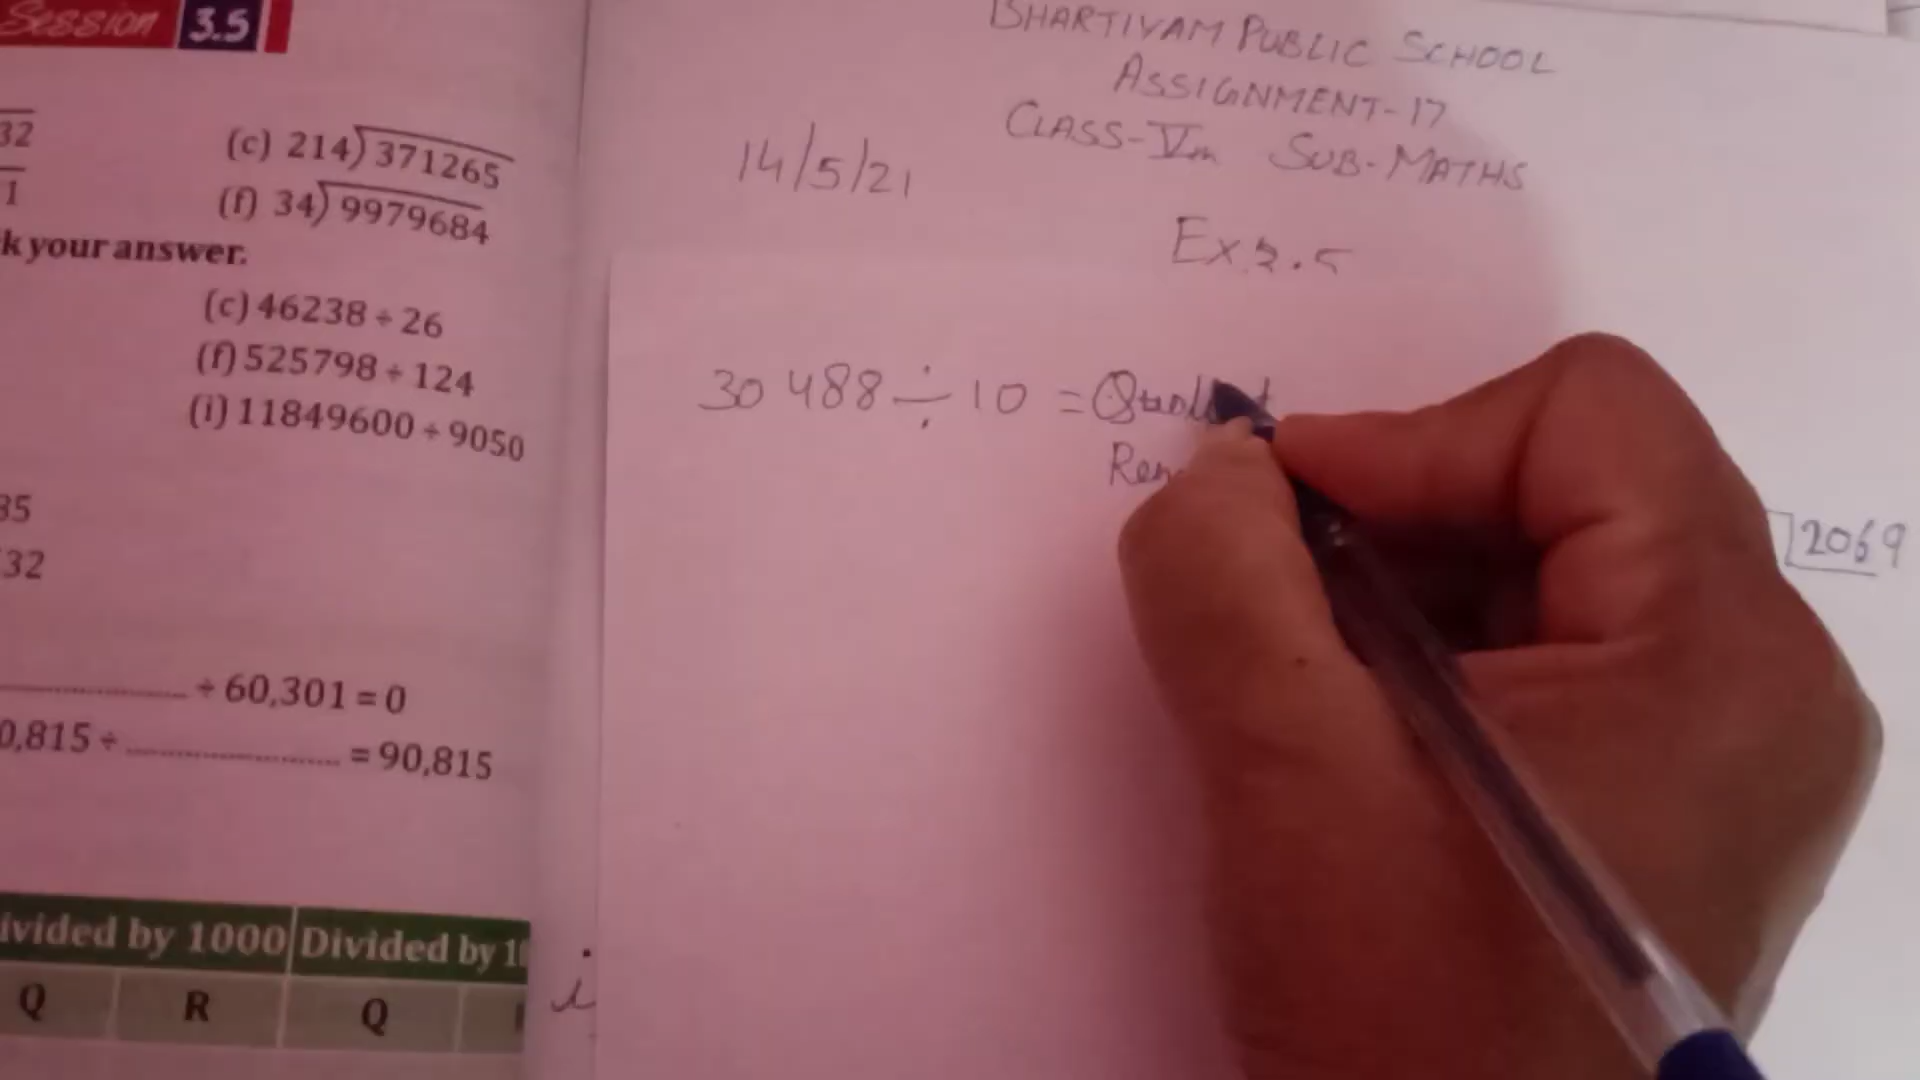 Session 3.5
32
(c) 214)371265
1
(f) 34)9979684
k your answer.
(c) 46238 ÷ 26
(f) 525798 ÷ 124
(i) 11849600 ÷ 9050
35
32
÷ 60,301 = 0
0,815 ÷ = 90,815
ivided by 1000 Divided by 1
Q R Q
BHARTIYAM PUBLIC SCHOOL
ASSIGNMENT-17
CLASS-Vm SUB-MATHS
14/5/21
Ex 3.5
30488 ÷ 10 =
2069